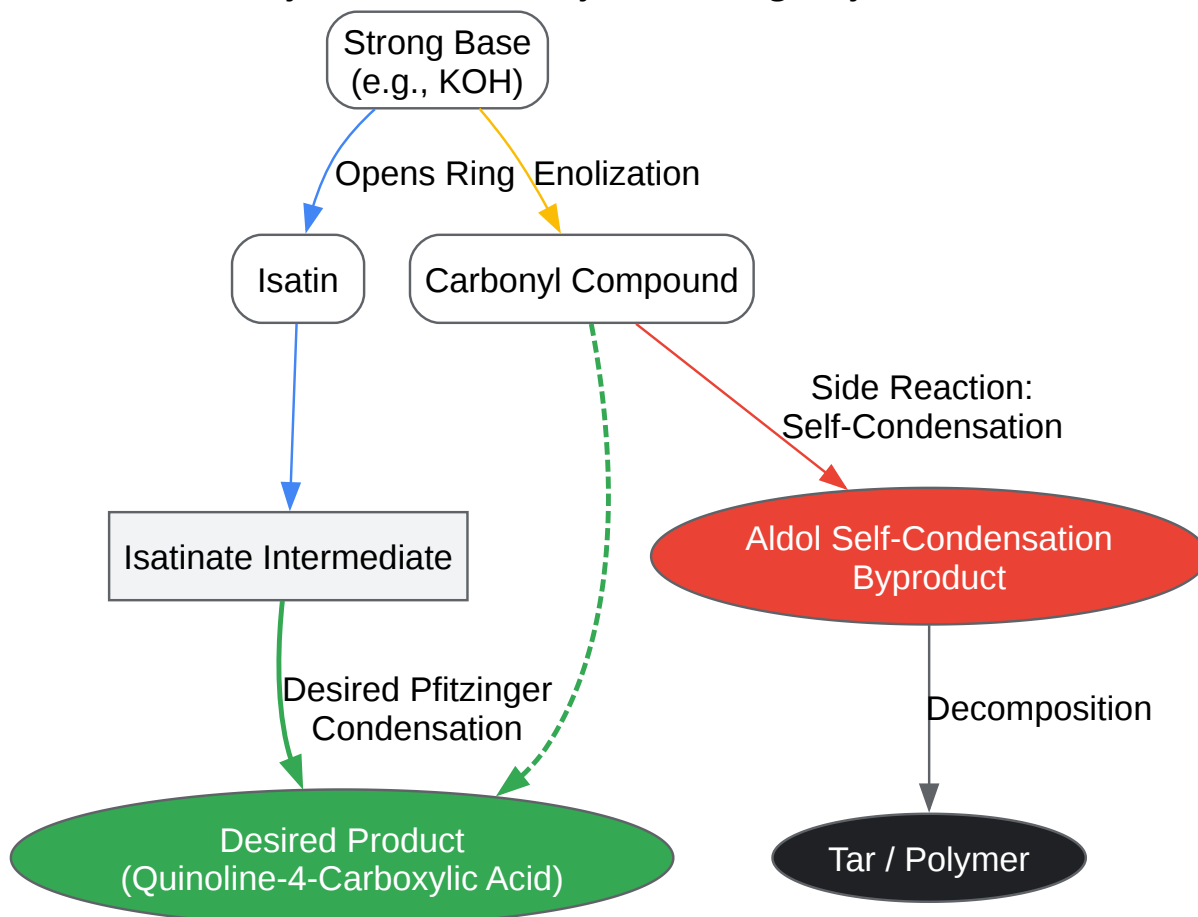 Strong Base
(e.g., KOH)
Opens Ring
Enolization
Isatin
Carbonyl Compound
Side Reaction:
Self-Condensation
Isatinate Intermediate
Aldol Self-Condensation
Byproduct
Desired Pfitzinger
Condensation
Decomposition
Desired Product
(Quinoline-4-Carboxylic Acid)
Tar / Polymer